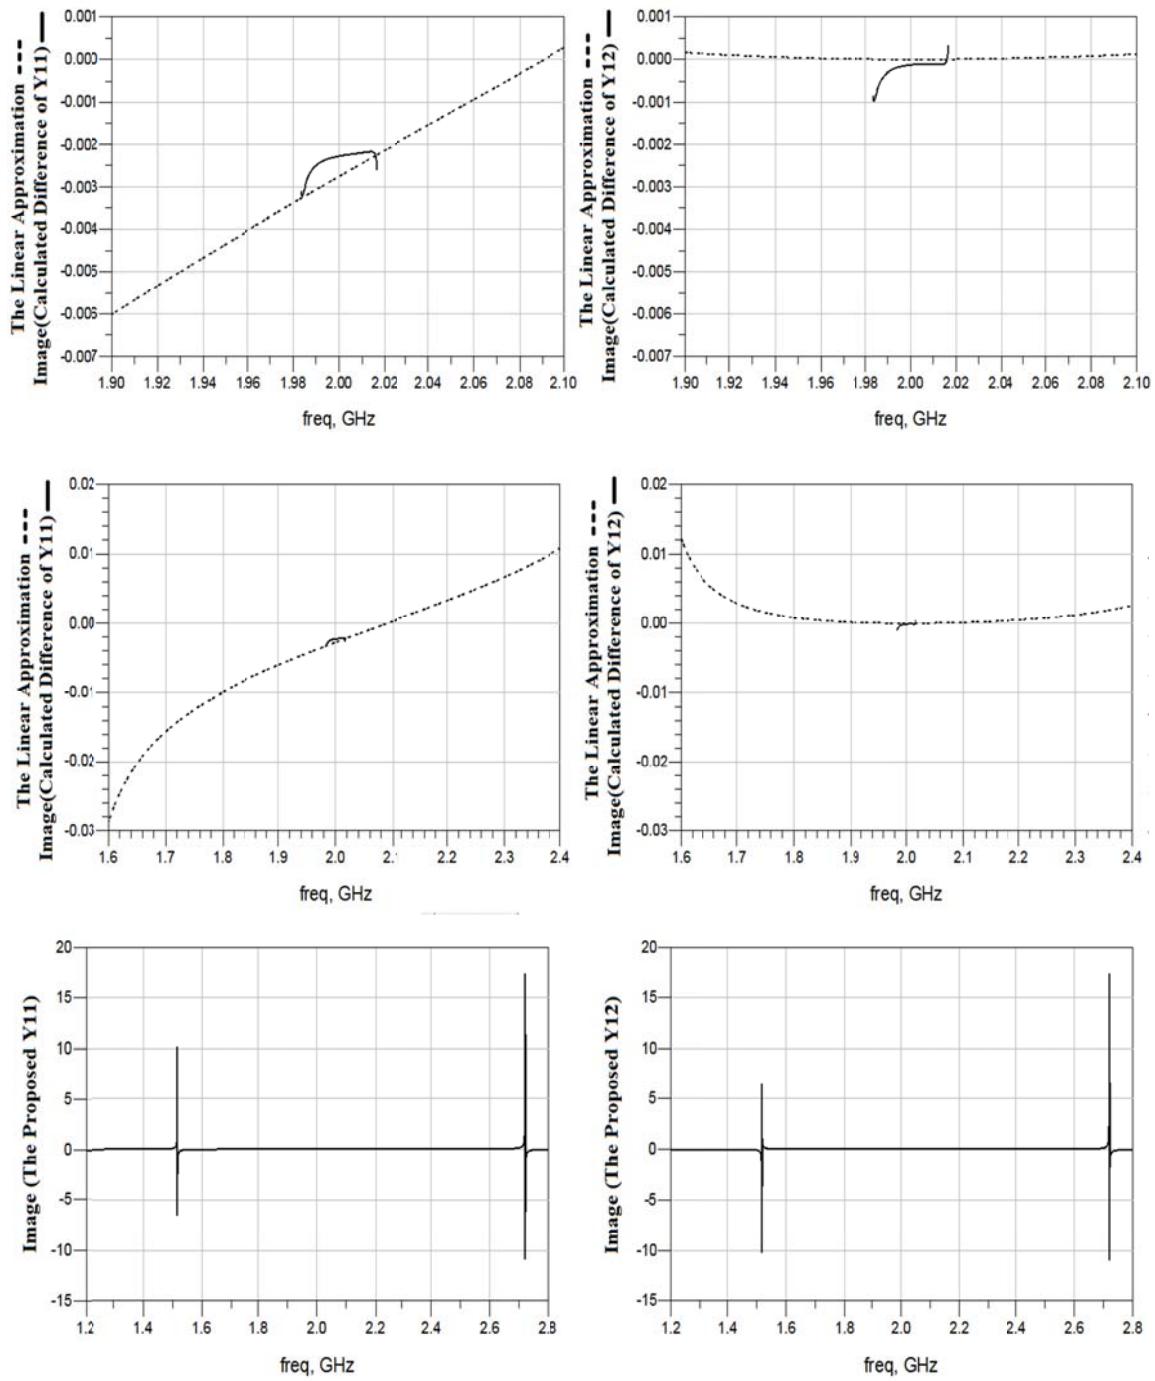 The Linear Approximation ---
Image(Calculated Difference of Y11) —
0.001
0.000
-0.001
-0.002
-0.003
-0.004
-0.005
-0.006
-0.007
1.90 1.92 1.94 1.96 1.98 2.00 2.02 2.04 2.06 2.08 2.10
freq, GHz
The Linear Approximation ---
Image(Calculated Difference of Y12) —
0.001
0.000
-0.001
-0.002
-0.003
-0.004
-0.005
-0.006
-0.007
1.90 1.92 1.94 1.96 1.98 2.00 2.02 2.04 2.06 2.08 2.10
freq, GHz
The Linear Approximation ---
Image(Calculated Difference of Y11) —
0.02
0.01
0.00
-0.01
-0.02
-0.03
1.6 1.7 1.8 1.9 2.0 2.1 2.2 2.3 2.4
freq, GHz
The Linear Approximation ---
Image(Calculated Difference of Y12) —
0.02
0.01
0.00
-0.01
-0.02
-0.03
1.6 1.7 1.8 1.9 2.0 2.1 2.2 2.3 2.4
freq, GHz
Image (The Proposed Y11)
20
15
10
5
0
-5
-10
-15
1.2 1.4 1.6 1.8 2.0 2.2 2.4 2.6 2.8
freq, GHz
Image (The Proposed Y12)
20
15
10
5
0
-5
-10
-15
1.2 1.4 1.6 1.8 2.0 2.2 2.4 2.6 2.8
freq, GHz